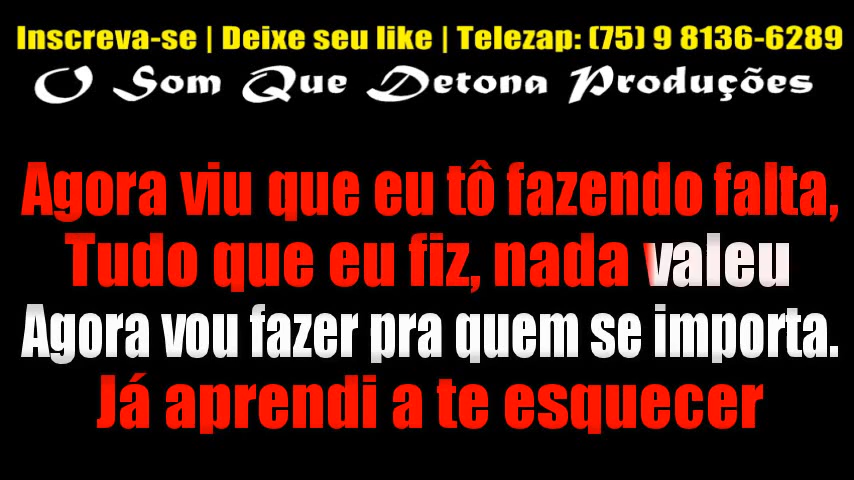 Inscreva-se | Deixe seu like | Telezap: (75) 9 8136-6289
O Som Que Detona Produções
Agora viu que eu tô fazendo falta,
Tudo que eu fiz, nada valeu
Agora vou fazer pra quem se importa.
Já aprendi a te esquecer